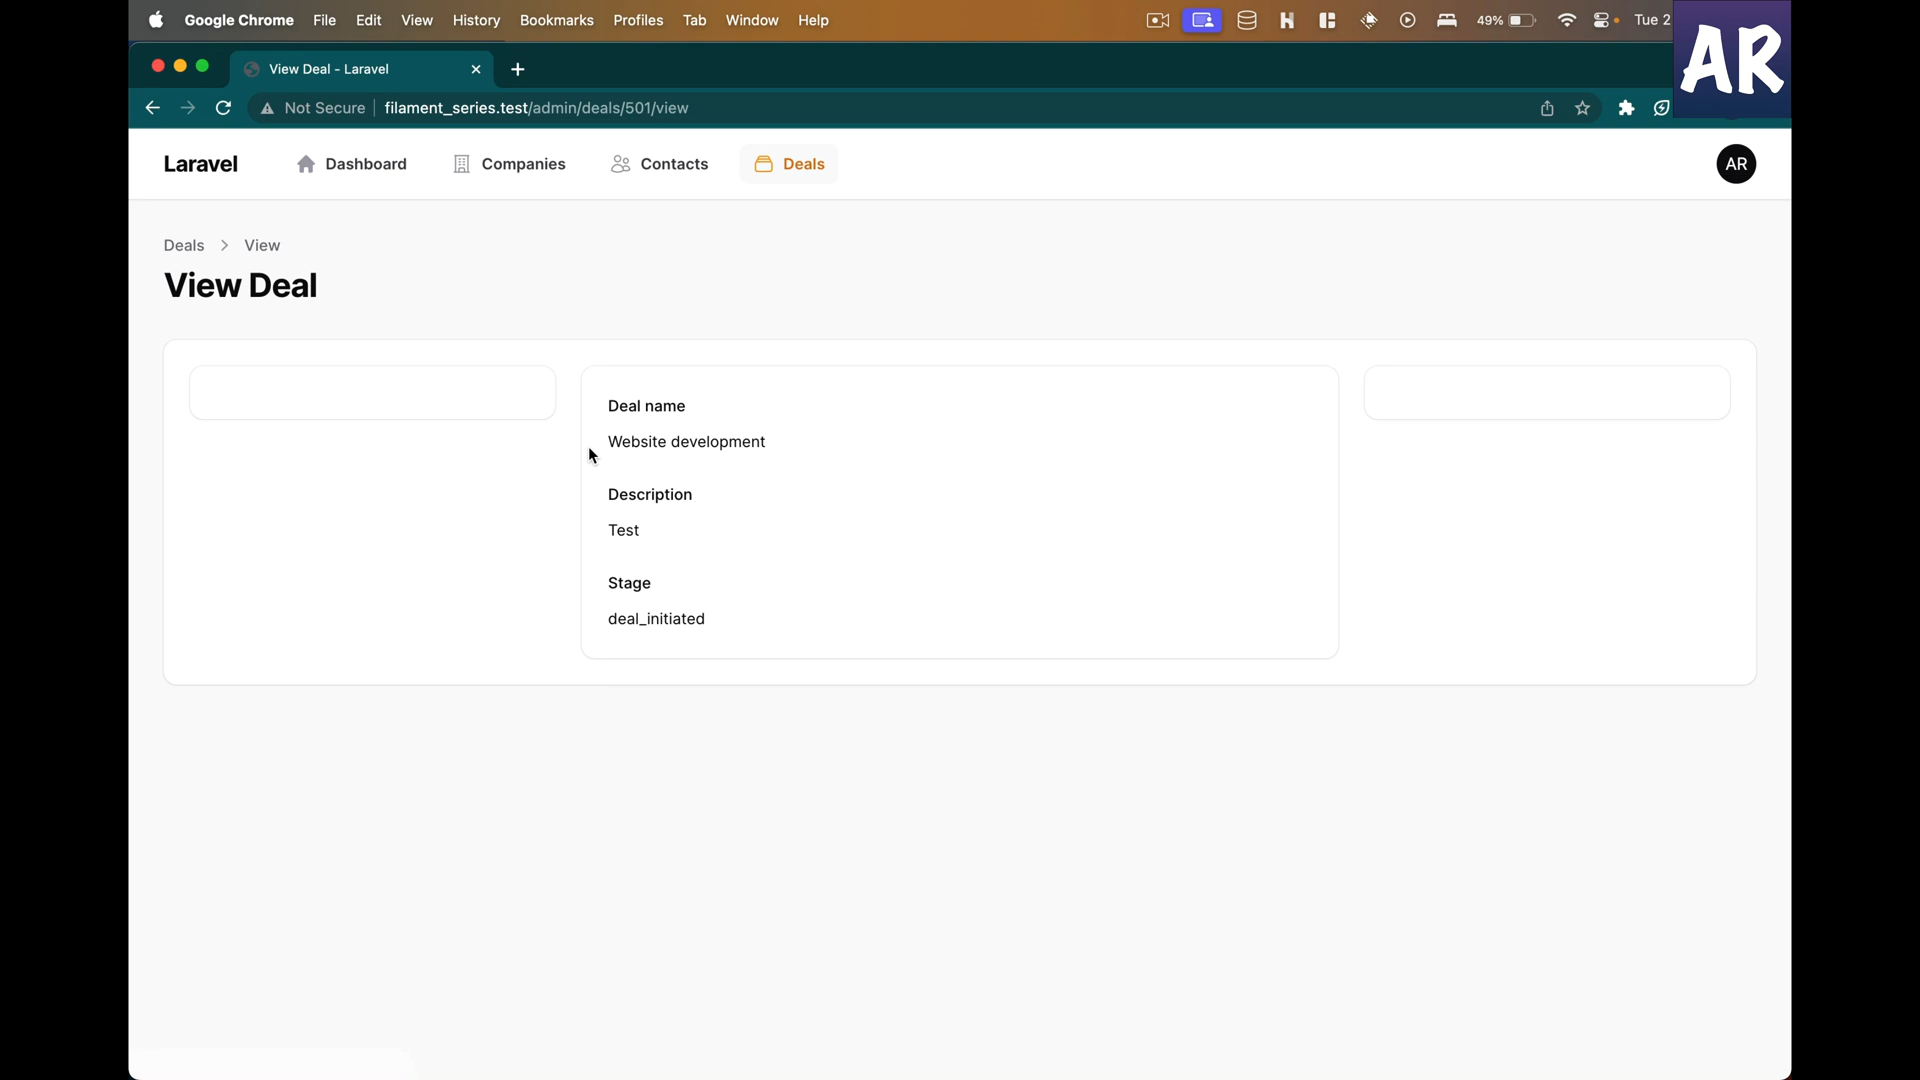 Google Chrome File Edit View History Bookmarks Profiles Tab Window Help 49% Tue 2
AR
View Deal - Laravel
Not Secure filament_series.test/admin/deals/501/view
Laravel Dashboard Companies Contacts Deals AR
Deals View
View Deal
Deal name
Website development
Description
Test
Stage
deal_initiated